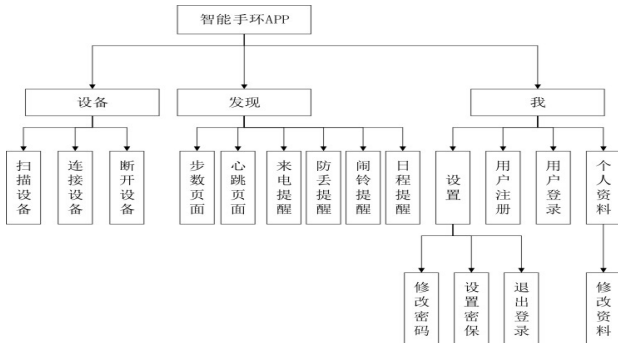 智能手环APP
设备
发现
我
扫描设备
连接设备
断开设备
步数页面
心跳页面
来电提醒
防丢提醒
闹铃提醒
日程提醒
设置
用户注册
用户登录
个人资料
修改密码
设置密保
退出登录
修改资料